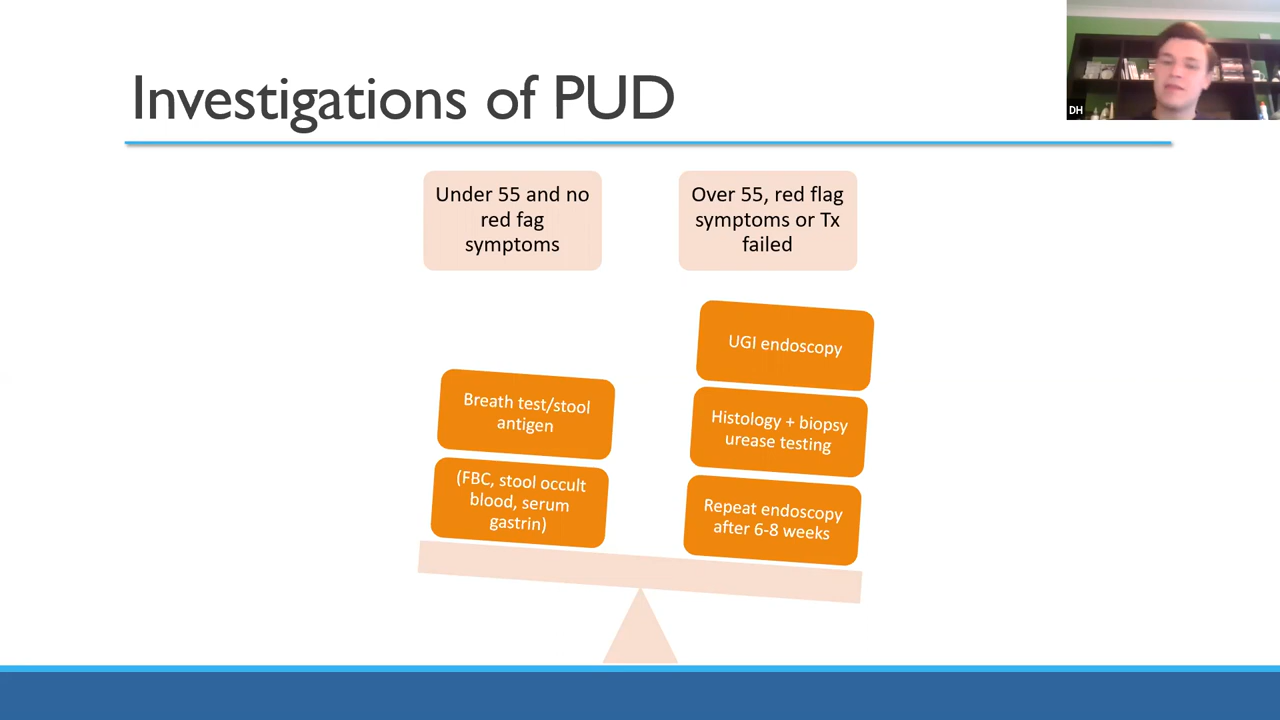 Investigations of PUD
DH
Under 55 and no
red fag
symptoms
Over 55, red flag
symptoms or Tx
failed
Breath test/stool
antigen
(FBC, stool occult
blood, serum
gastrin)
UGI endoscopy
Histology + biopsy
urease testing
Repeat endoscopy
after 6-8 weeks